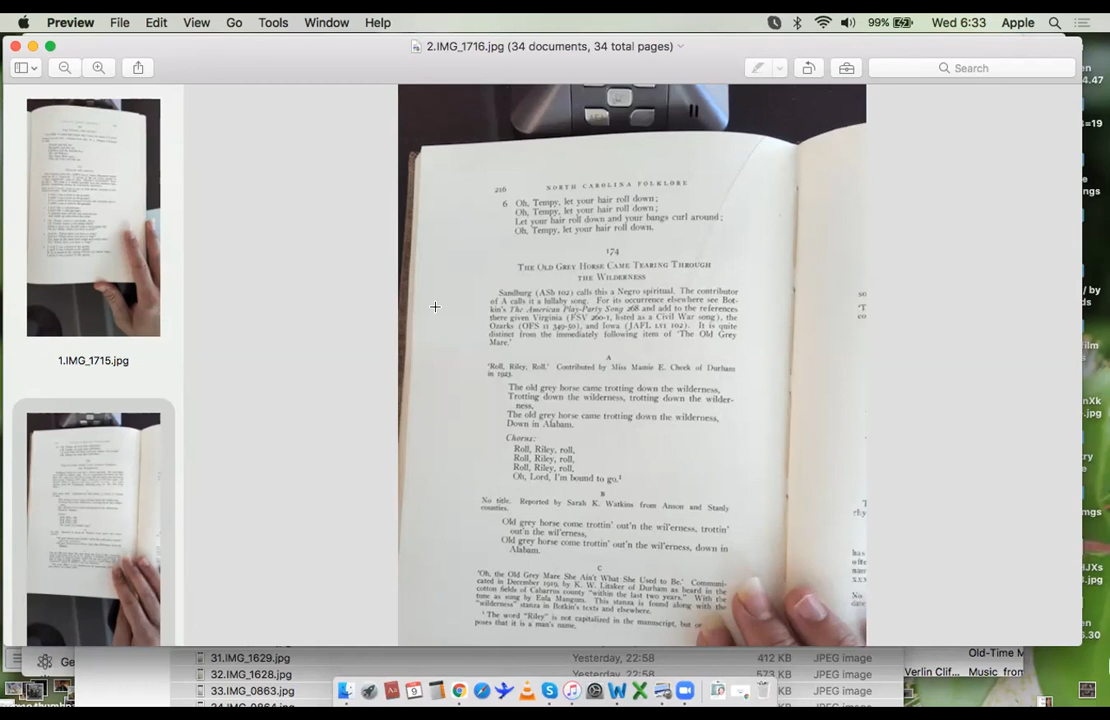 Preview File Edit View Go Tools Window Help 99% Wed 6:33 Apple
2.IMG_1716.jpg (34 documents, 34 total pages)
Search
1.IMG_1715.jpg
216 NORTH CAROLINA FOLKLORE
6 Oh, Tempy, let your hair roll down;
Oh, Tempy, let your hair roll down;
Let your hair roll down and your bangs curl around;
Oh, Tempy, let your hair roll down.
174
THE OLD GREY HORSE CAME TEARING THROUGH
THE WILDERNESS
Sandburg (ASb 102) calls this a Negro spiritual. The contributor
of A calls it a lullaby song. For its occurrence elsewhere see Bot-
kin's The American Play-Party Song 268 and add to the references
there given Virginia (FSV 260-1, listed as a Civil War song), the
Ozarks (OFS II 349-50), and Iowa (JAFL LVI 102). It is quite
distinct from the immediately following item of 'The Old Grey
Mare.'
A
'Roll, Riley, Roll.' Contributed by Miss Mamie E. Cheek of Durham
in 1923.
The old grey horse came trotting down the wilderness,
Trotting down the wilderness, trotting down the wilder-
ness,
The old grey horse came trotting down the wilderness,
Down in Alabam.
Chorus:
Roll, Riley, roll,
Roll, Riley, roll,
Roll, Riley, roll,
Oh, Lord, I'm bound to go.¹
B
No title. Reported by Sarah K. Watkins from Anson and Stanly
counties.
Old grey horse come trottin' out'n the wil'erness, trottin'
out'n the wil'erness,
Old grey horse come trottin' out'n the wil'erness, down in
Alabam.
C
'Oh, the Old Grey Mare She Ain't What She Used to Be.' Communi-
cated in December 1919, by K. W. Litaker of Durham as heard in the
cotton fields of Cabarrus county "within the last two years." With the
tune as song by Eula Mangum. This stanza is found along with the
"wilderness" stanza in Botkin's texts and elsewhere.
¹ The word "Riley" is not capitalized in the manuscript, but
poses that it is a man's name.
31.IMG_1629.jpg Yesterday, 22:58 412 KB JPEG image
32.IMG_1628.jpg Yesterday, 22:58 573 KB JPEG image
33.IMG_0863.jpg Yesterday, 22:58 KB JPEG image
Old-Time M
Verlin Clif Music from